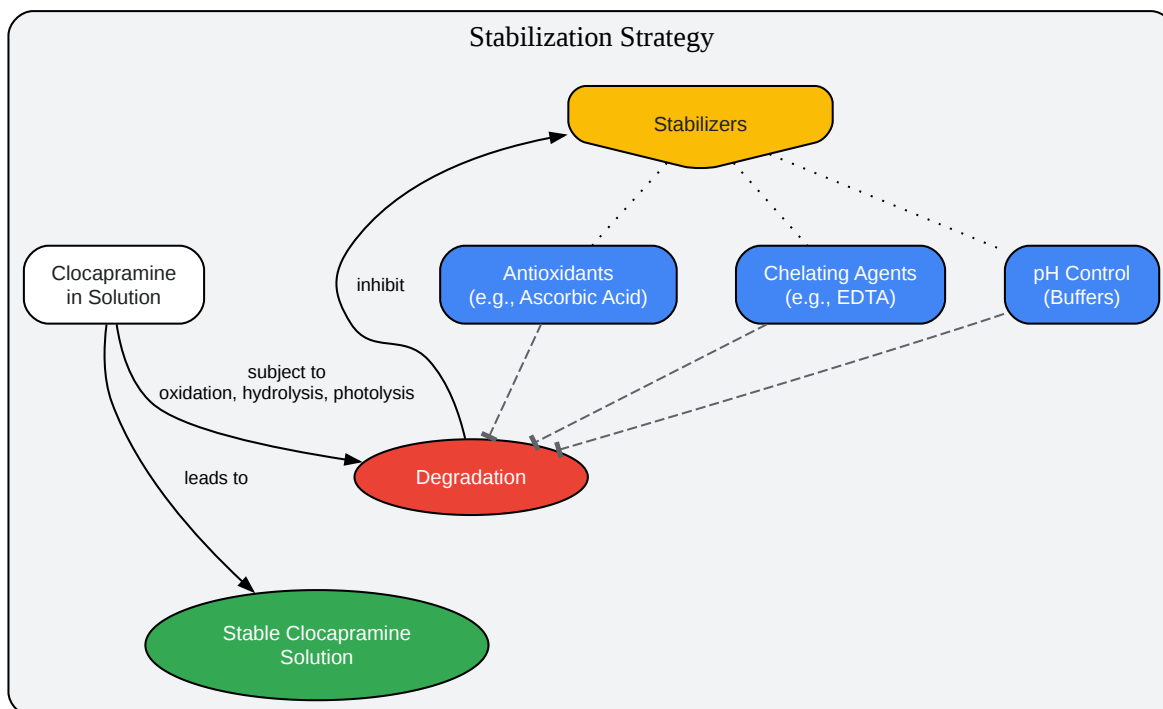 Stabilization Strategy
Stabilizers
Clocapramine
in Solution
inhibit
Antioxidants
(e.g., Ascorbic Acid)
Chelating Agents
(e.g., EDTA)
pH Control
(Buffers)
subject to
oxidation, hydrolysis, photolysis
leads to
Degradation
Stable Clocapramine
Solution